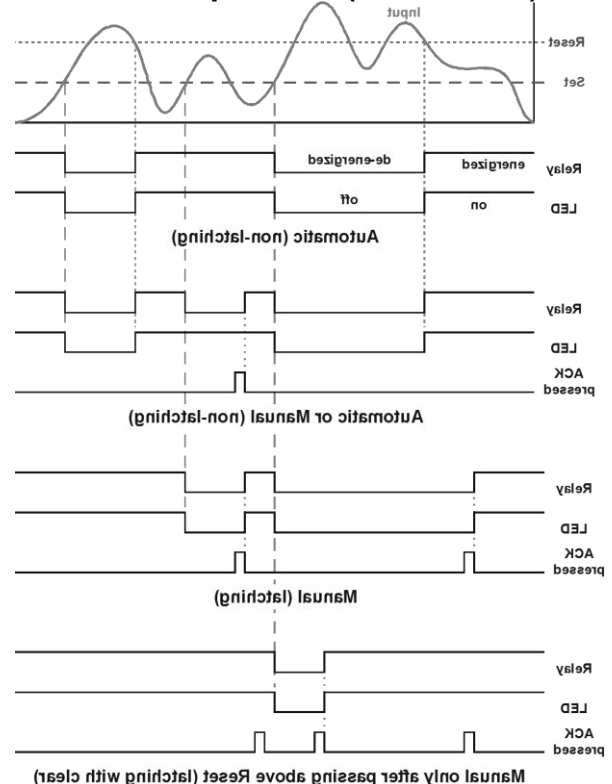 Input
Reset
Set
Relay energized de-energized
LED on off
Automatic (non-latching)
Relay
LED
ACK
pressed
Automatic or Manual (non-latching)
Relay
LED
ACK
pressed
Manual (latching)
Relay
LED
ACK
pressed
Manual only after passing above Reset (latching with clear)